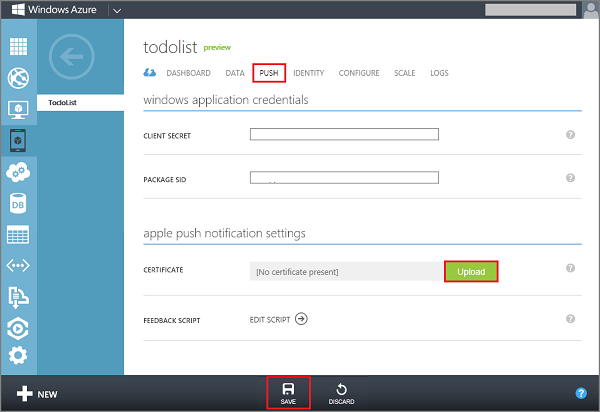 Windows Azure
todolist preview
DASHBOARD DATA PUSH IDENTITY CONFIGURE SCALE LOGS
TodoList
windows application credentials
CLIENT SECRET ?
PACKAGE SID ?
apple push notification settings
CERTIFICATE [No certificate present] Upload ?
FEEDBACK SCRIPT EDIT SCRIPT ?
DB
NEW SAVE DISCARD ?